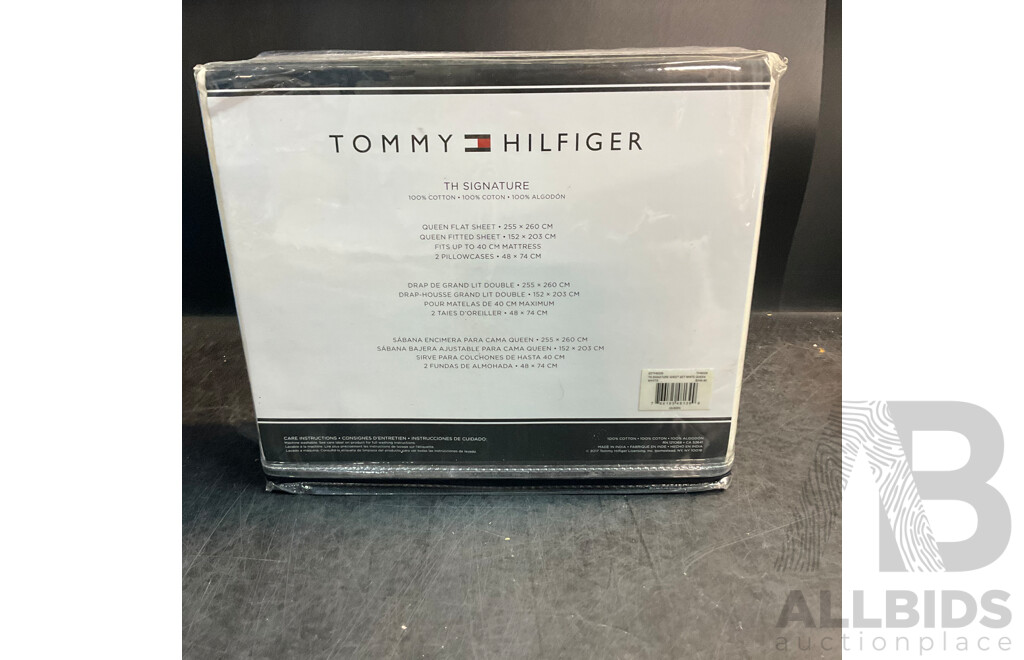 TOMMY HILFIGER
TH SIGNATURE
100% COTTON • 100% COTON • 100% ALGODÓN
QUEEN FLAT SHEET • 255 × 260 CM
QUEEN FITTED SHEET • 152 × 203 CM
FITS UP TO 40 CM MATTRESS
2 PILLOWCASES • 48 × 74 CM
DRAP DE GRAND LIT DOUBLE • 255 × 260 CM
DRAP-HOUSSE GRAND LIT DOUBLE • 152 × 203 CM
POUR MATELAS DE 40 CM MAXIMUM
2 TAIES D'OREILLER • 48 × 74 CM
SÁBANA ENCIMERA PARA CAMA QUEEN • 255 × 260 CM
SÁBANA BAJERA AJUSTABLE PARA CAMA QUEEN • 152 × 203 CM
SIRVE PARA COLCHONES DE HASTA 40 CM
2 FUNDAS DE ALMOHADA • 48 × 74 CM
CARE INSTRUCTIONS • CONSIGNES D'ENTRETIEN • INSTRUCCIONES DE CUIDADO
100% COTTON • 100% COTON • 100% ALGODÓN
MADE IN INDIA • FABRIQUÉ EN INDE • HECHO EN INDIA
© 2017 Tommy Hilfiger Licensing,
AB
ALLBIDS
auctionplace